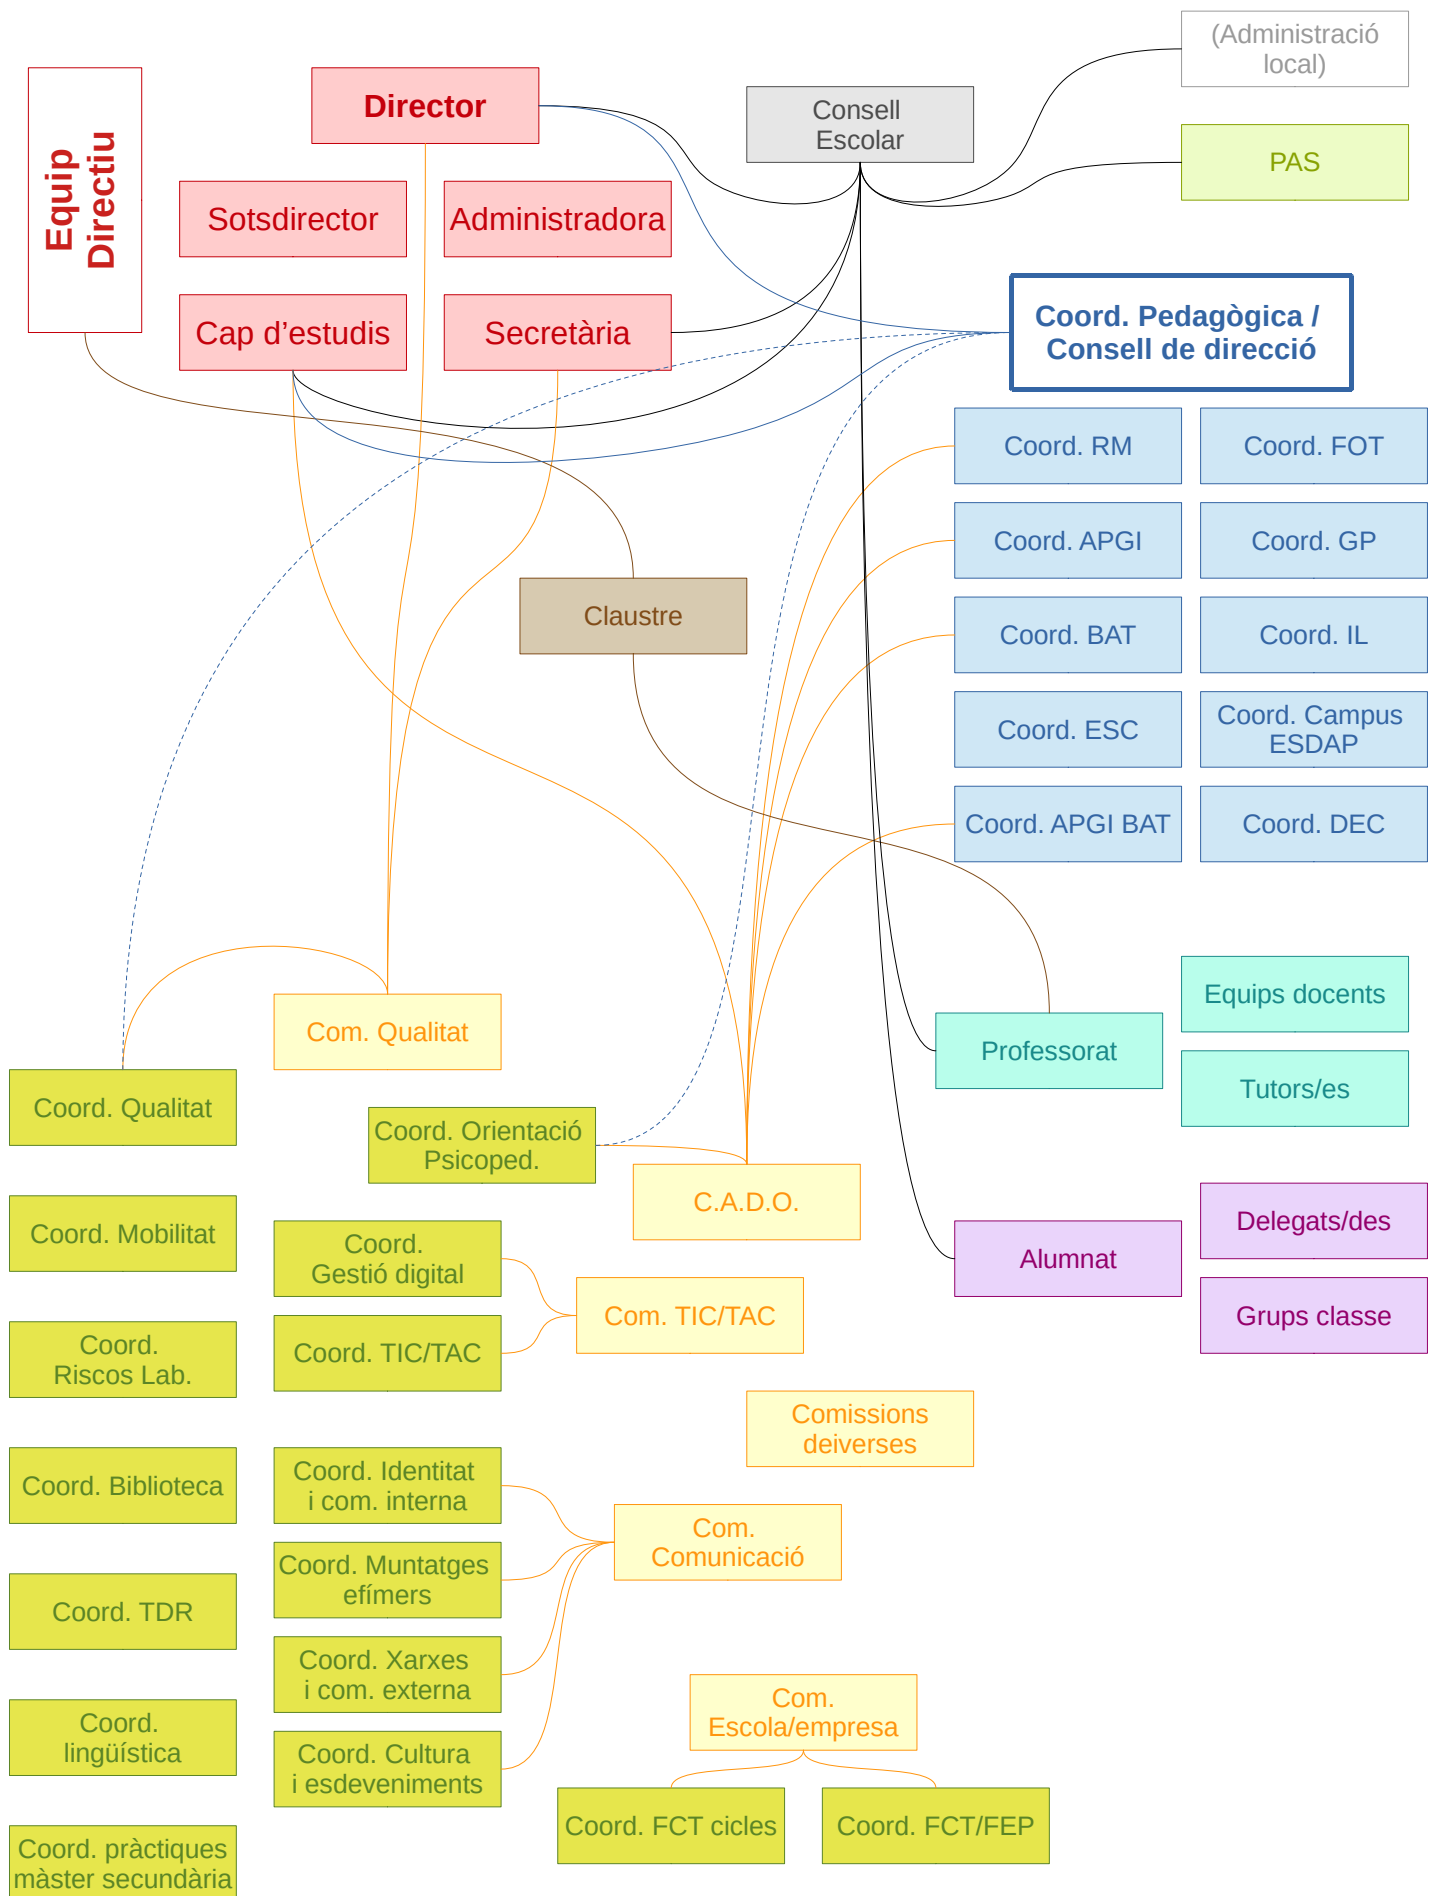 (Administració
local)
Equip
Directiu
Director
Consell
Escolar
PAS
Sotsdirector
Administradora
Cap d’estudis
Secretària
Coord. Pedagògica /
Consell de direcció
Coord. RM
Coord. FOT
Coord. APGI
Coord. GP
Claustre
Coord. BAT
Coord. IL
Coord. ESC
Coord. Campus
ESDAP
Coord. APGI BAT
Coord. DEC
Com. Qualitat
Equips docents
Professorat
Tutors/es
Coord. Qualitat
Coord. Orientació
Psicoped.
C.A.D.O.
Coord. Mobilitat
Coord.
Gestió digital
Alumnat
Delegats/des
Grups classe
Com. TIC/TAC
Coord.
Riscos Lab.
Coord. TIC/TAC
Comissions
deiverses
Coord. Biblioteca
Coord. Identitat
i com. interna
Com.
Comunicació
Coord. Muntatges
efímers
Coord. TDR
Coord. Xarxes
i com. externa
Com.
Escola/empresa
Coord.
lingüística
Coord. Cultura
i esdeveniments
Coord. FCT cicles
Coord. FCT/FEP
Coord. pràctiques
màster secundària